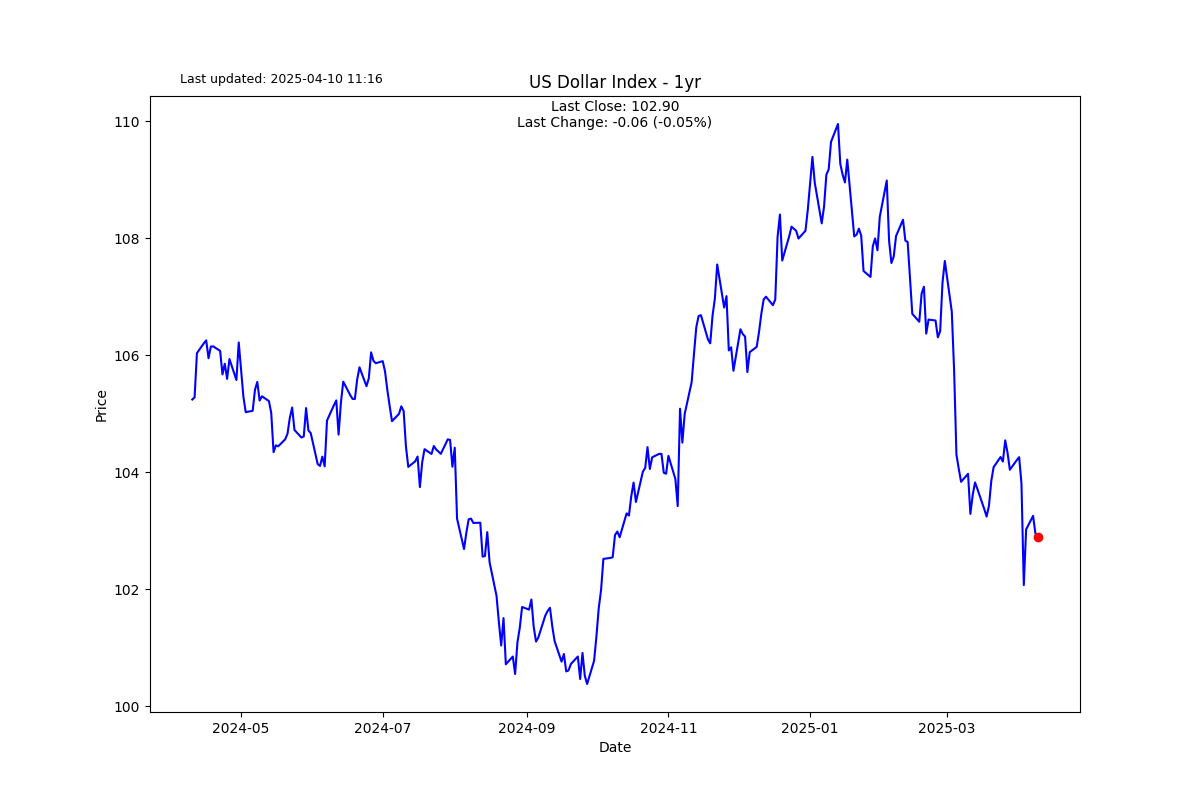 Last updated: 2025-04-10 11:16
US Dollar Index - 1yr
Last Close: 102.90
Last Change: -0.06 (-0.05%)
110
108
106
104
102
100
Price
2024-05
2024-07
2024-09
2024-11
2025-01
2025-03
Date